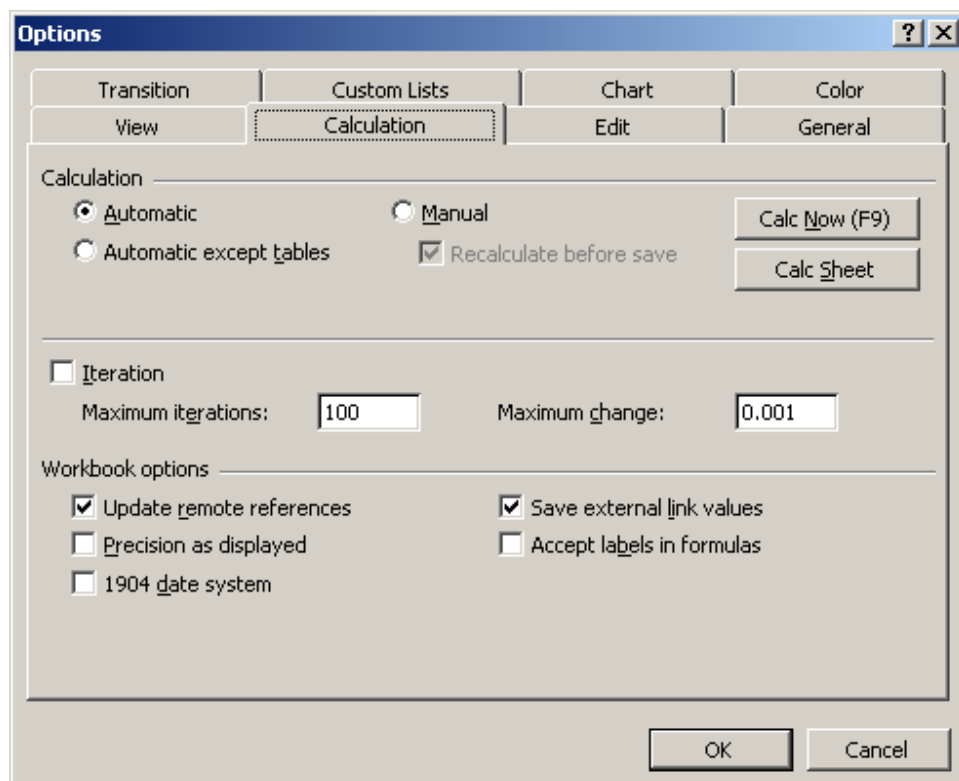 Options
Transition Custom Lists Chart Color
View Calculation Edit General
Calculation
Automatic Manual Calc Now (F9)
Automatic except tables Recalculate before save Calc Sheet
Iteration
Maximum iterations: 100 Maximum change: 0.001
Workbook options
Update remote references Save external link values
Precision as displayed Accept labels in formulas
1904 date system
OK Cancel